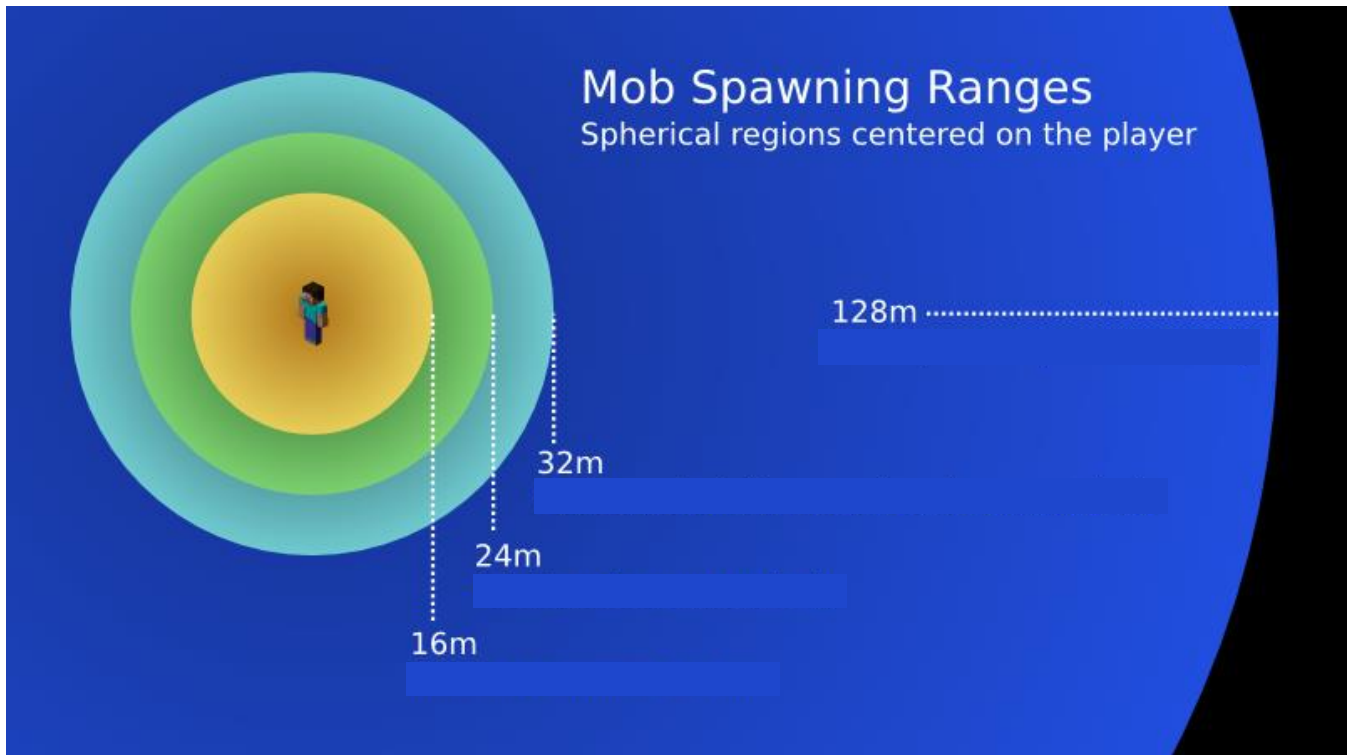 Mob Spawning Ranges
Spherical regions centered on the player
128m
32m
24m
16m